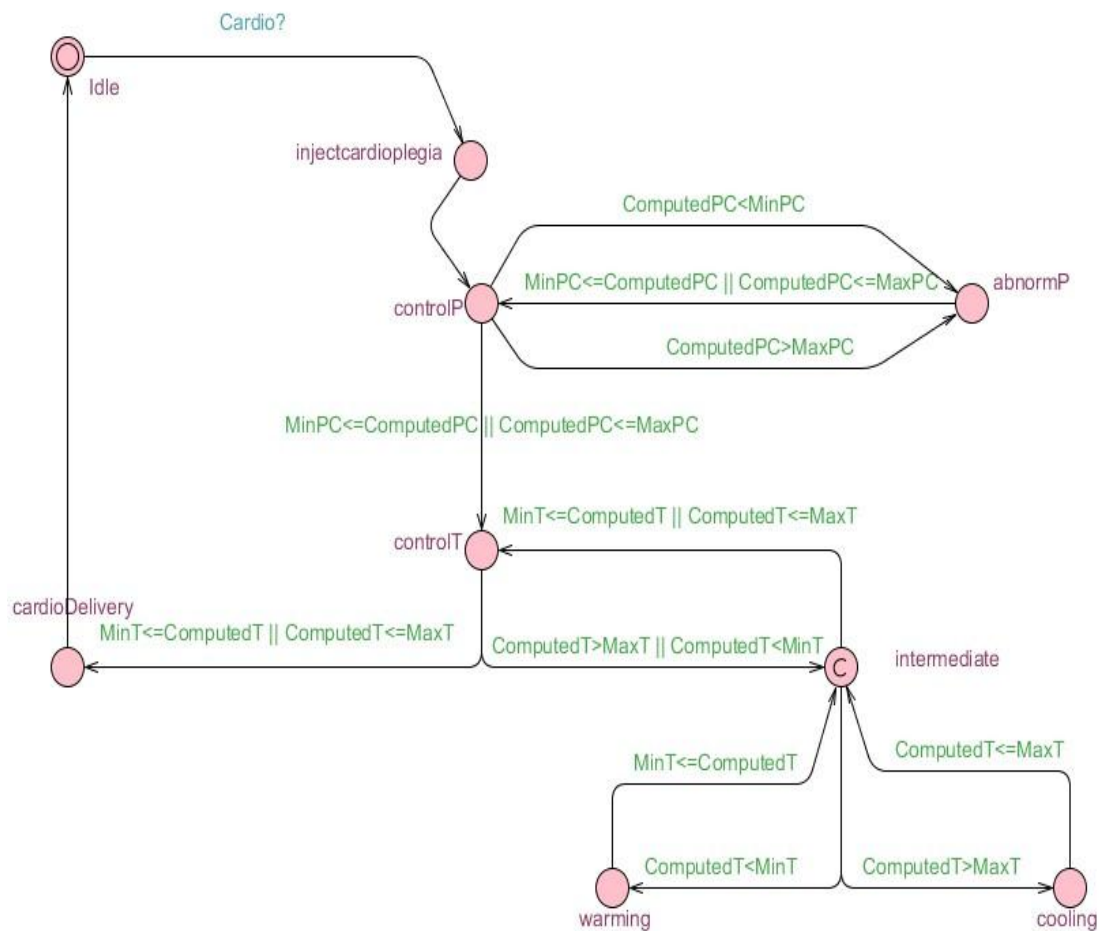 Cardio?
Idle
injectcardioplegia
ComputedPC<MinPC
MinPC<=ComputedPC || ComputedPC<=MaxPC
abnormP
controlP
ComputedPC>MaxPC
MinPC<=ComputedPC || ComputedPC<=MaxPC
MinT<=ComputedT || ComputedT<=MaxT
controlT
cardioDelivery
MinT<=ComputedT || ComputedT<=MaxT
ComputedT>MaxT || ComputedT<MinT
C
intermediate
MinT<=ComputedT
ComputedT<=MaxT
ComputedT<MinT
ComputedT>MaxT
warming
cooling